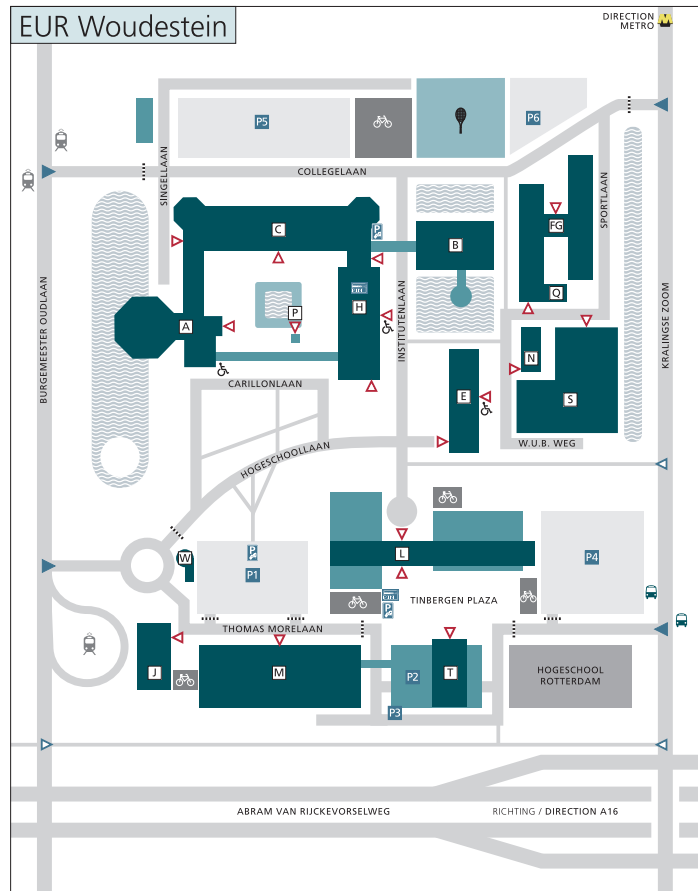 EUR Woudestein
DIRECTION
METRO
M
P5
P6
COLLEGELAAN
SINGELLAAN
SPORTLAAN
C
P
B
FG
BURGEMEESTER OUDLAAN
INSTITUTENLAAN
KRALINGSE ZOOM
Q
P
H
A
N
CARILLONLAAN
E
S
HOGESCHOOLLAAN
W.U.B. WEG
P
L
W
P1
P4
TINBERGEN PLAZA
P
THOMAS MORELAAN
J
M
P2
T
HOGESCHOOL
ROTTERDAM
P3
ABRAM VAN RIJCKEVORSELWEG
RICHTING / DIRECTION A16